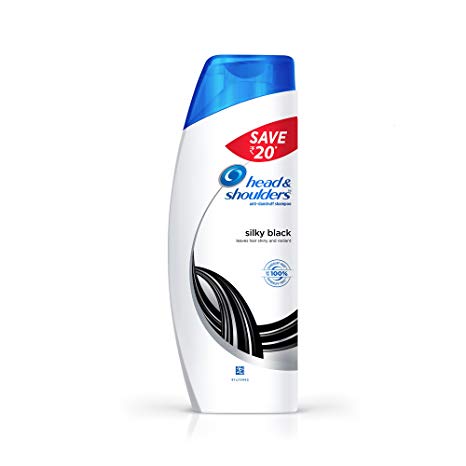 SAVE
₹20*
head &
shoulders
anti-dandruff shampoo
silky black
leaves hair shiny and radiant
100%